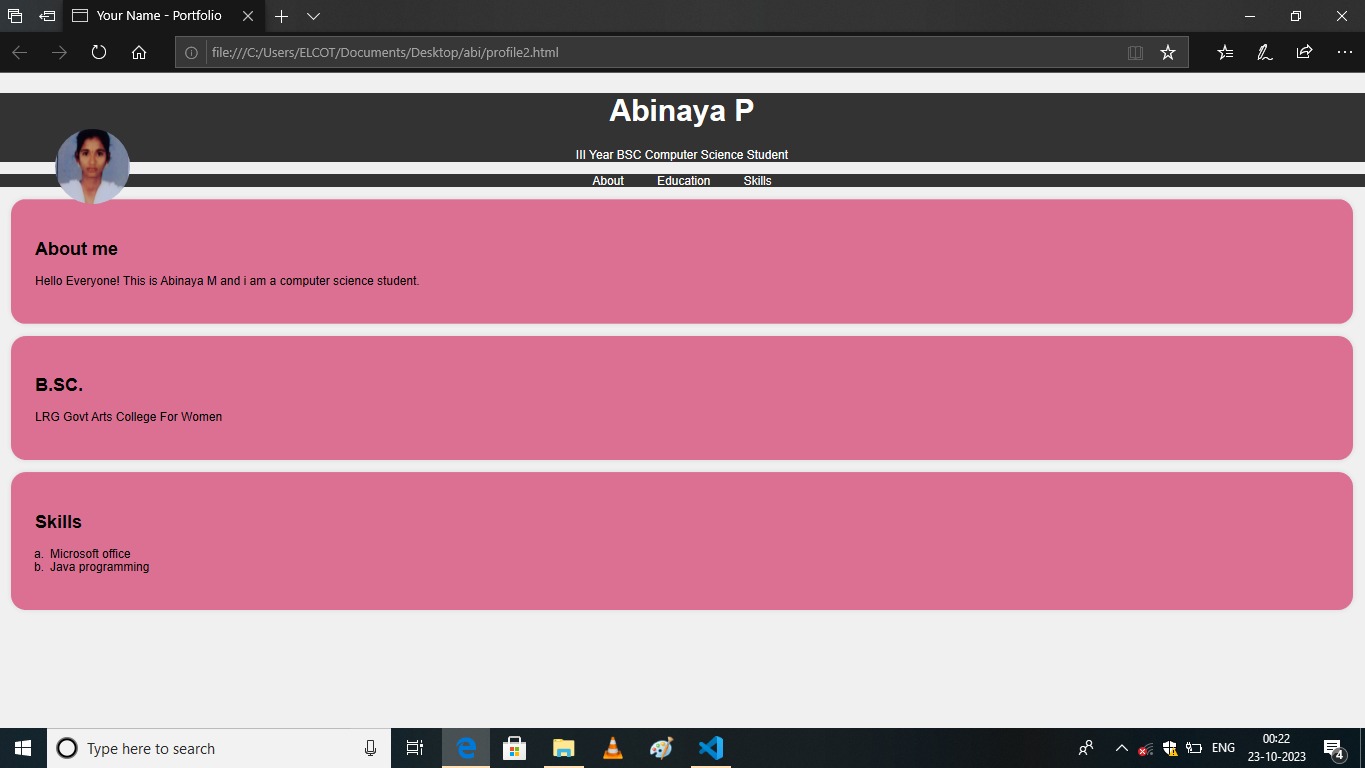 Your Name - Portfolio
file:///C:/Users/ELCOT/Documents/Desktop/abi/profile2.html
Abinaya P
III Year BSC Computer Science Student
About Education Skills
About me
Hello Everyone! This is Abinaya M and i am a computer science student.
B.SC.
LRG Govt Arts College For Women
Skills
a. Microsoft office
b. Java programming
Type here to search
ENG
00:22
23-10-2023
4